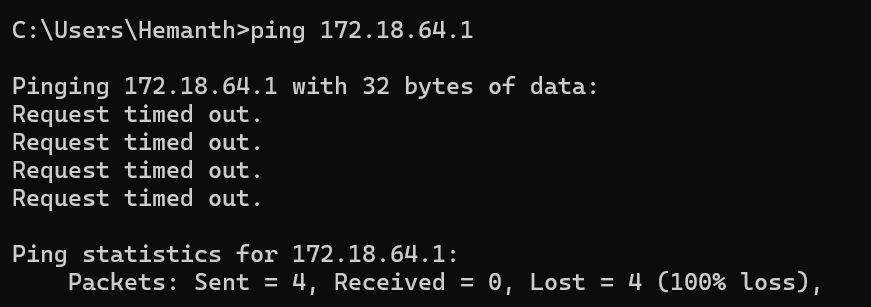 C:\Users\Hemanth>ping 172.18.64.1
Pinging 172.18.64.1 with 32 bytes of data:
Request timed out.
Request timed out.
Request timed out.
Request timed out.
Ping statistics for 172.18.64.1:
    Packets: Sent = 4, Received = 0, Lost = 4 (100% loss),